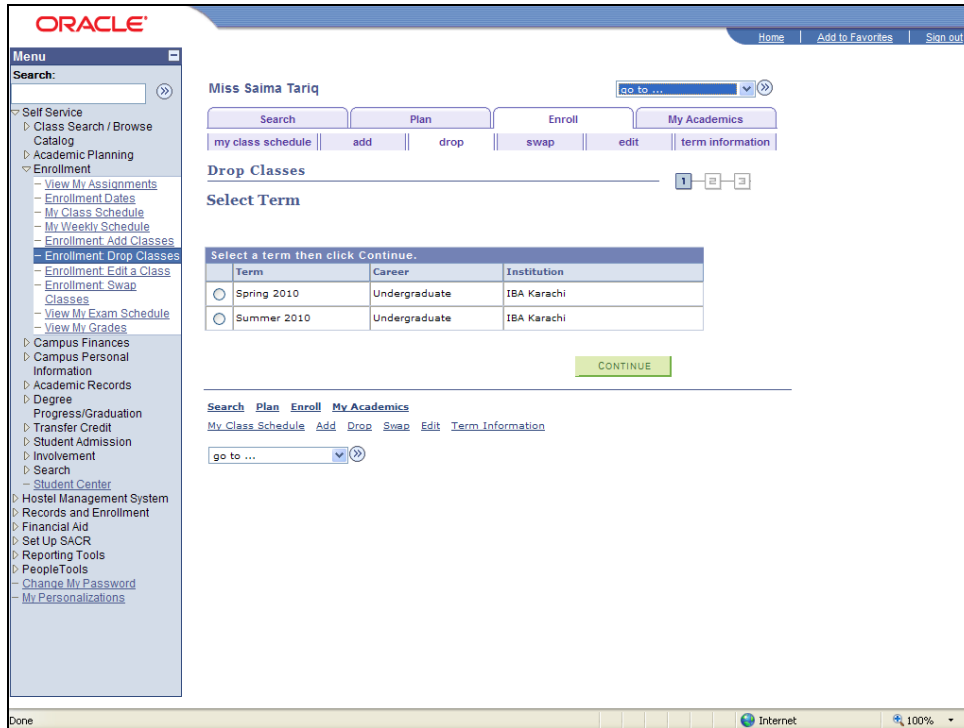 ORACLE'
Home Add to Favorites Sign out
Menu
Search:
Self Service
Class Search / Browse
Catalog
Academic Planning
Enrollment
View My Assignments
Enrollment Dates
My Class Schedule
My Weekly Schedule
Enrollment: Add Classes
Enrollment: Drop Classes
Enrollment: Edit a Class
Enrollment: Swap
Classes
View My Exam Schedule
View My Grades
Campus Finances
Campus Personal
Information
Academic Records
Degree
Progress/Graduation
Transfer Credit
Student Admission
Involvement
Search
Student Center
Hostel Management System
Records and Enrollment
Financial Aid
Set Up SACR
Reporting Tools
PeopleTools
Change My Password
My Personalizations
Miss Saima Tariq
go to ...
Search Plan Enroll My Academics
my class schedule add drop swap edit term information
Drop Classes
1 2 3
Select Term
Select a term then click Continue.
Term Career Institution
Spring 2010 Undergraduate IBA Karachi
Summer 2010 Undergraduate IBA Karachi
CONTINUE
Search Plan Enroll My Academics
My Class Schedule Add Drop Swap Edit Term Information
go to ...
Done Internet 100%